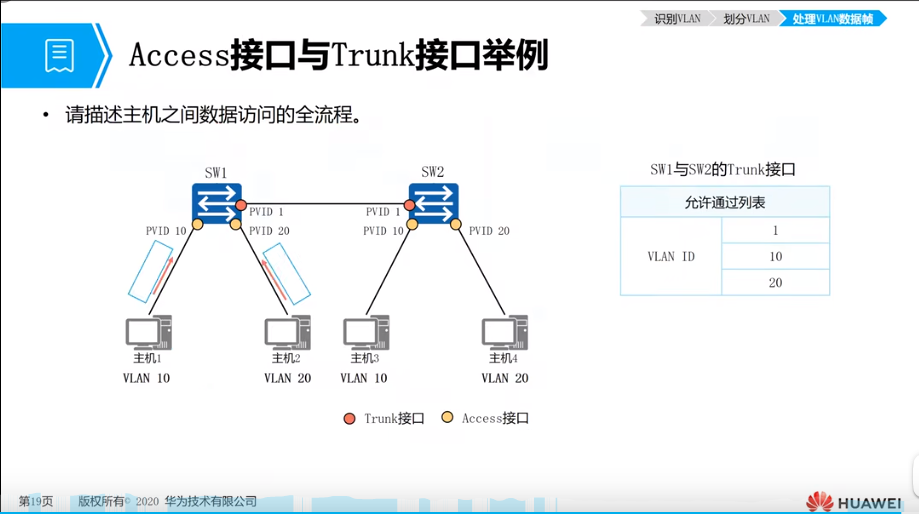 识别VLAN 划分VLAN 处理VLAN数据帧
Access接口与Trunk接口举例
• 请描述主机之间数据访问的全流程。
SW1 SW2
PVID 1 PVID 1
PVID 10 PVID 20 PVID 10 PVID 20
主机1 主机2 主机3 主机4
VLAN 10 VLAN 20 VLAN 10 VLAN 20
Trunk接口 Access接口
SW1与SW2的Trunk接口
允许通过列表
VLAN ID
1
10
20
第19页 版权所有© 2020 华为技术有限公司
HUAWEI